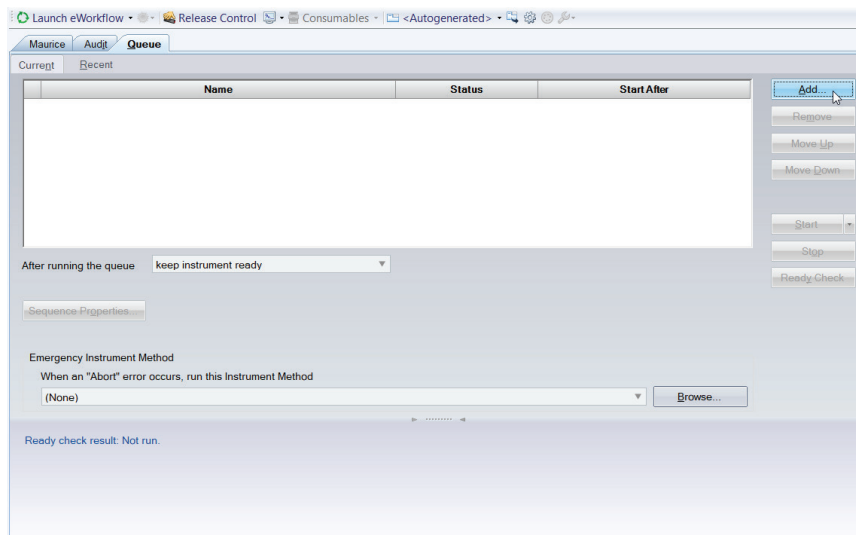 Launch eWorkflow Release Control Consumables <Autogenerated>
Maurice Audit Queue
Current Recent
Name Status Start After
Add...
Remove
Move Up
Move Down
Start
Stop
After running the queue keep instrument ready
Ready Check
Sequence Properties...
Emergency Instrument Method
When an "Abort" error occurs, run this Instrument Method
(None) Browse...
Ready check result: Not run.